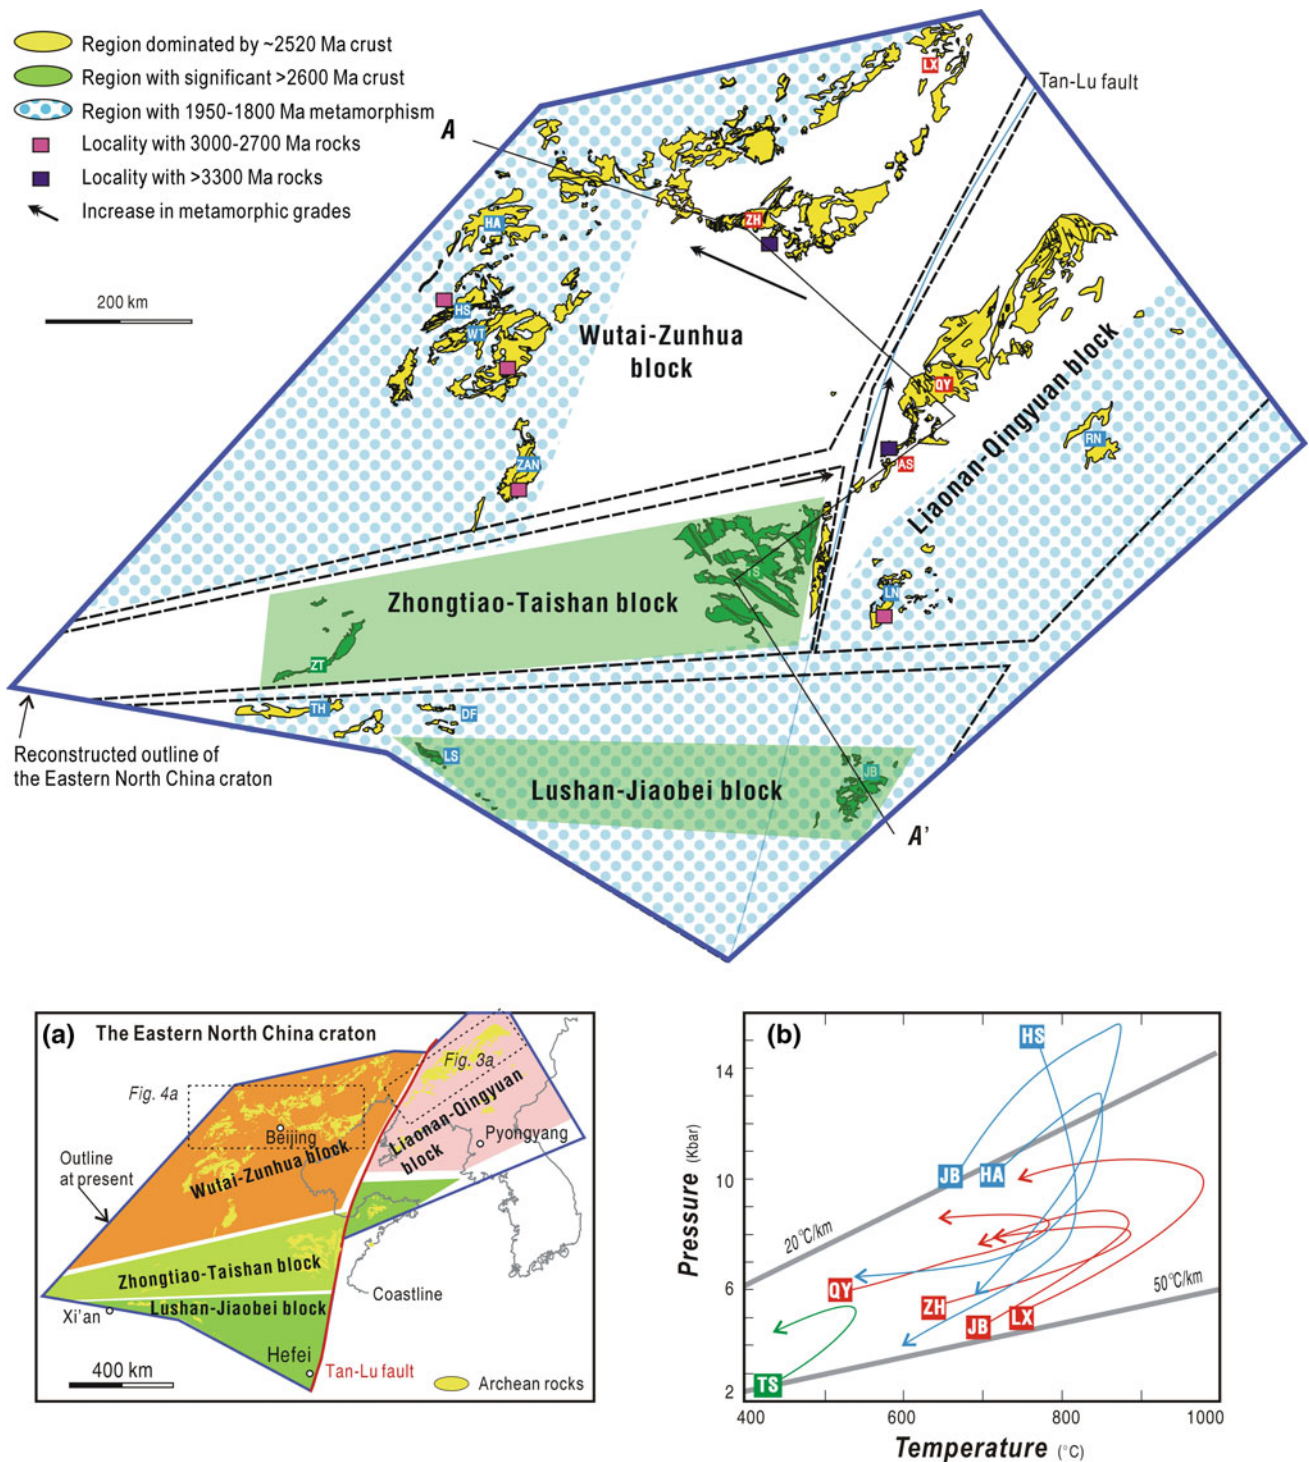 Region dominated by ~2520 Ma crust
Region with significant >2600 Ma crust
Region with 1950-1800 Ma metamorphism
Locality with 3000-2700 Ma rocks
Locality with >3300 Ma rocks
Increase in metamorphic grades
200 km
A
LX
Tan-Lu fault
HA
ZH
HS
WT
Wutai-Zunhua
block
QY
RN
ZAN
AS
Liaonan-Qingyuan block
TS
Zhongtiao-Taishan block
LN
ZT
TH
DF
LS
JB
Lushan-Jiaobei block
A'
Reconstructed outline of
the Eastern North China craton
(a) The Eastern North China craton
Fig. 4a
Fig. 3a
Beijing
Liaonan-Qingyuan
block
Pyongyang
Outline
at present
Wutai-Zunhua block
Zhongtiao-Taishan block
Coastline
Xi'an
Lushan-Jiaobei block
Hefei
Tan-Lu fault
400 km
Archean rocks
(b)
HS
14
JB
HA
10
20°C/km
QY
ZH
JB
LX
50°C/km
6
TS
2
Pressure (Kbar)
400
600
800
1000
Temperature (°C)